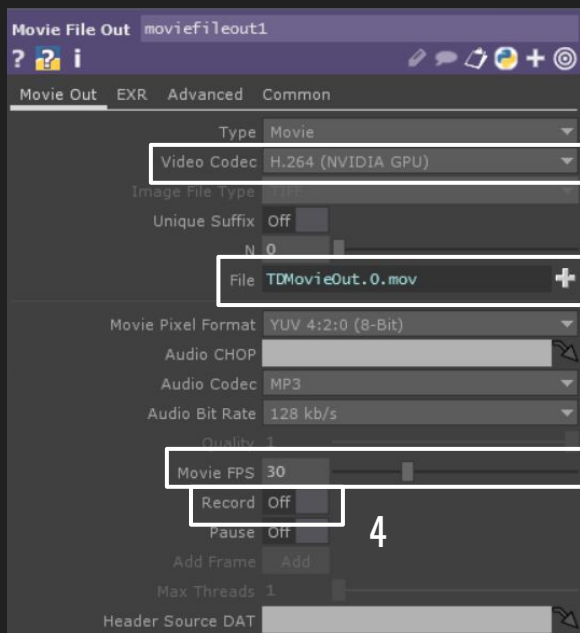 Movie File Out moviefileout1
? ? i
Movie Out EXR Advanced Common
Type Movie
Video Codec H.264 (NVIDIA GPU)
Image File Type TIFF
Unique Suffix Off
N 0
File TDMovieOut.0.mov
Movie Pixel Format YUV 4:2:0 (8-Bit)
Audio CHOP
Audio Codec MP3
Audio Bit Rate 128 kb/s
Quality 1
Movie FPS 30
Record Off
Pause Off 4
Add Frame Add
Max Threads 1
Header Source DAT